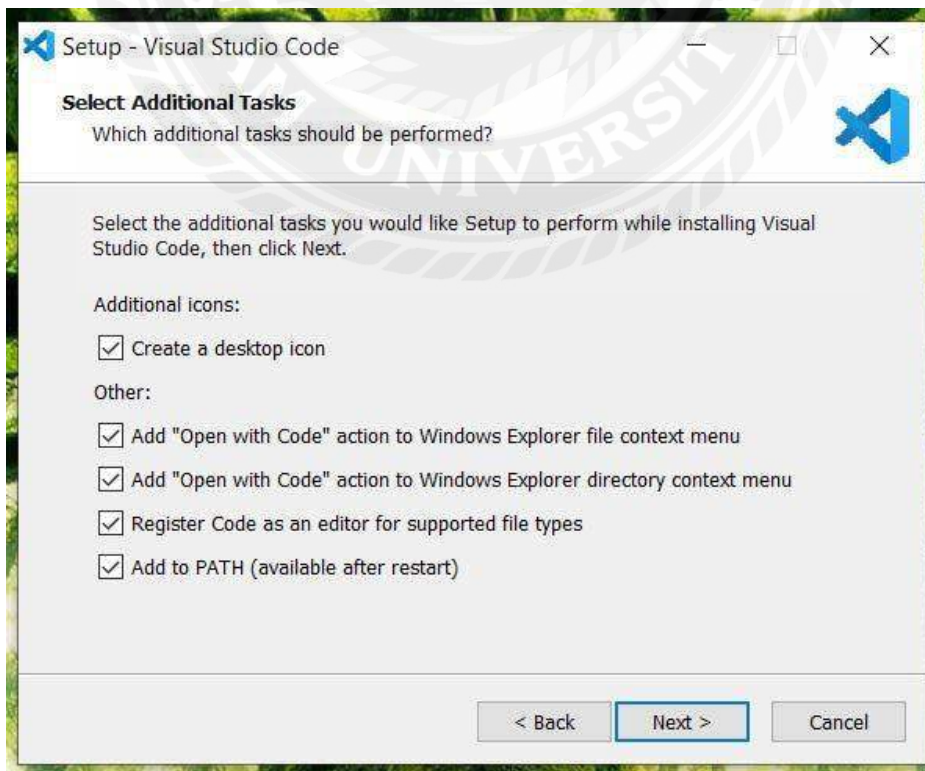 Setup - Visual Studio Code
Select Additional Tasks
Which additional tasks should be performed?
UNIVERSIT
Select the additional tasks you would like Setup to perform while installing Visual
Studio Code, then click Next.
Additional icons:
Create a desktop icon
Other:
Add "Open with Code" action to Windows Explorer file context menu
Add "Open with Code" action to Windows Explorer directory context menu
Register Code as an editor for supported file types
Add to PATH (available after restart)
< Back
Next >
Cancel